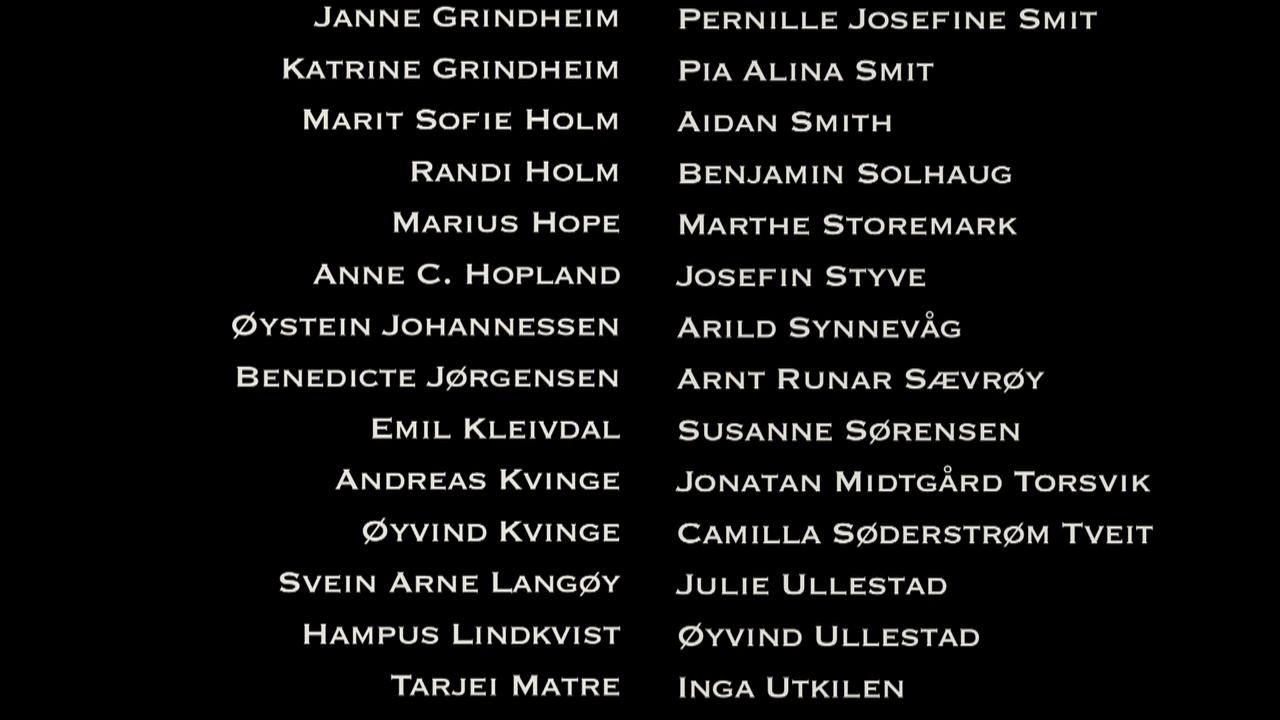 Janne Grindheim
Katrine Grindheim
Marit Sofie Holm
Randi Holm
Marius Hope
Anne C. Hopland
Øystein Johannessen
Benedicte Jørgensen
Emil Kleivdal
Andreas Kvinge
Øyvind Kvinge
Svein Arne Langøy
Hampus Lindkvist
Tarjei Matre
Pernille Josefine Smit
Pia Alina Smit
Aidan Smith
Benjamin Solhaug
Marthe Storemark
Josefin Styve
Arild Synnevåg
Arnt Runar Sævrøy
Susanne Sørensen
Jonatan Midtgård Torsvik
Camilla Søderstrøm Tveit
Julie Ullestad
Øyvind Ullestad
Inga Utkilen